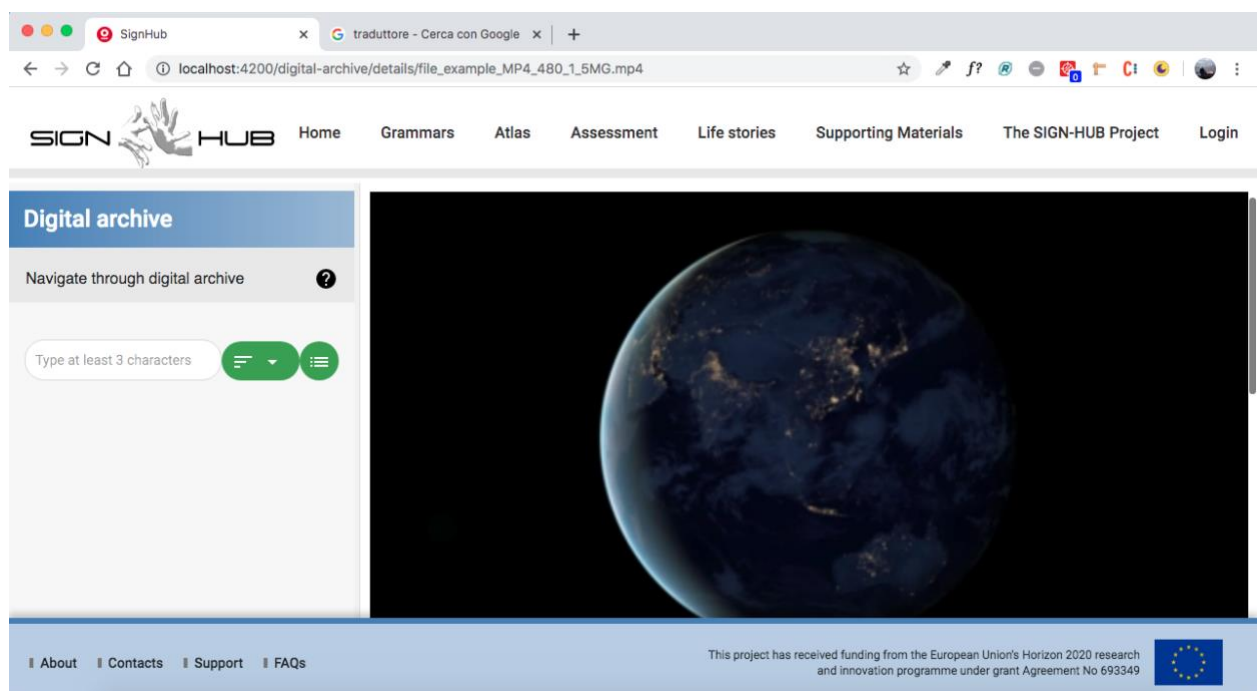 SignHub
traduttore - Cerca con Google
localhost:4200/digital-archive/details/file_example_MP4_480_1_5MG.mp4
f?
0
SIGN HUB
Home Grammars Atlas Assessment Life stories Supporting Materials The SIGN-HUB Project Login
Digital archive
Navigate through digital archive
Type at least 3 characters
About Contacts Support FAQs
This project has received funding from the European Union's Horizon 2020 research
and innovation programme under grant Agreement No 693349